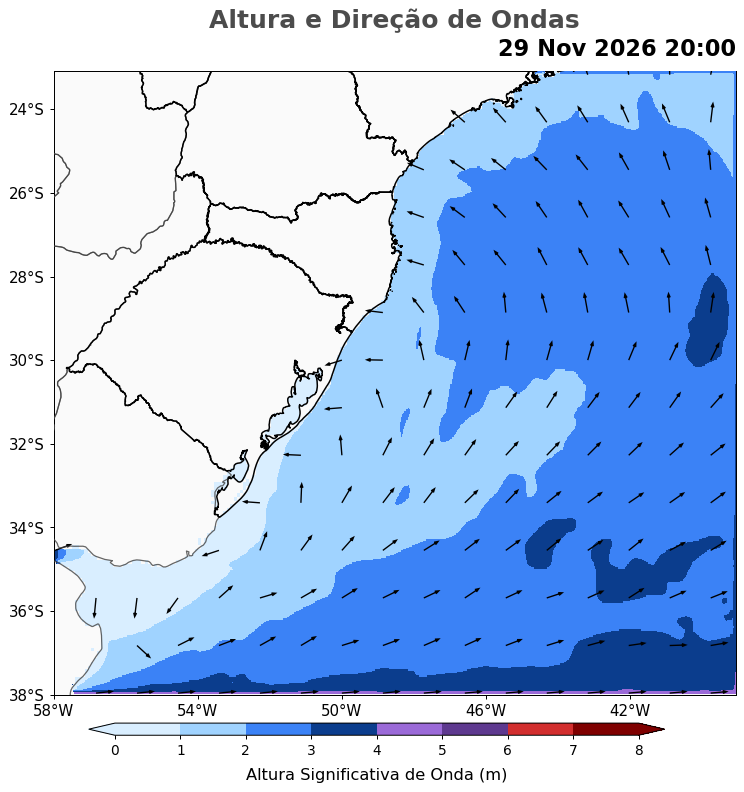 Altura e Direção de Ondas
29 Nov 2026 20:00
24°S
26°S
28°S
30°S
32°S
34°S
36°S
38°S
58°W 54°W 50°W 46°W 42°W
0 1 2 3 4 5 6 7 8
Altura Significativa de Onda (m)